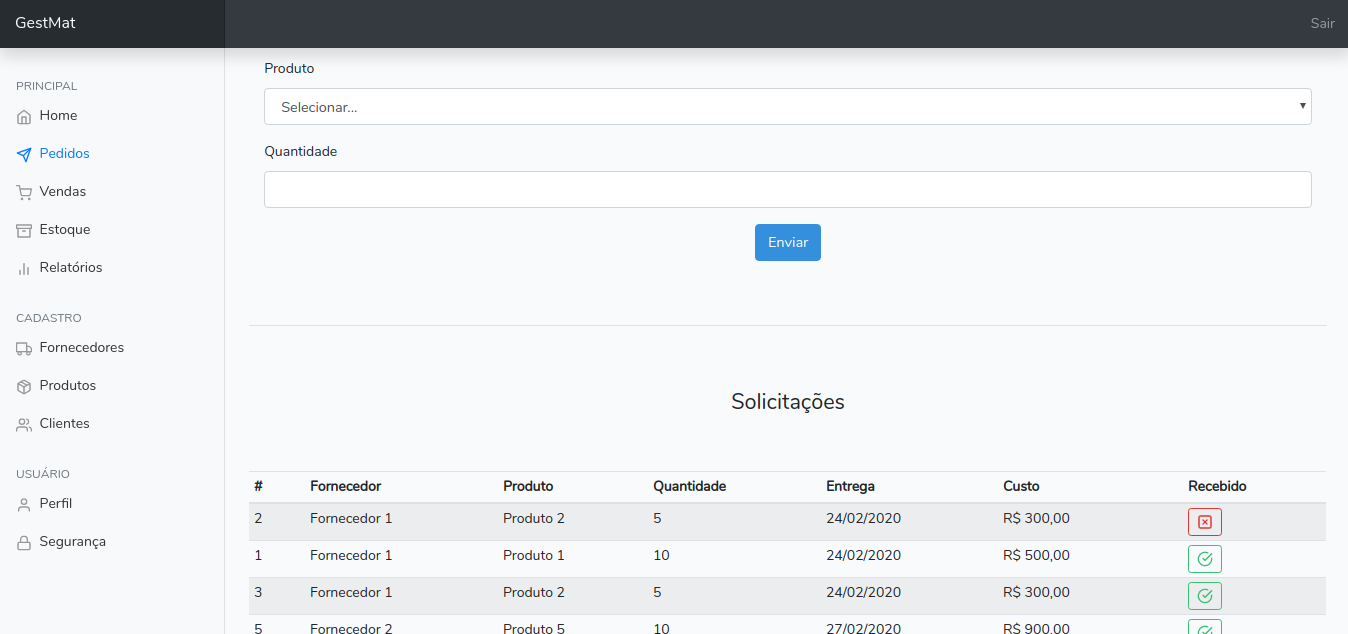 GestMat
Sair
PRINCIPAL
Home
Pedidos
Vendas
Estoque
Relatórios
CADASTRO
Fornecedores
Produtos
Clientes
USUÁRIO
Perfil
Segurança
Produto
Selecionar...
Quantidade
Enviar
Solicitações
# Fornecedor Produto Quantidade Entrega Custo Recebido
2 Fornecedor 1 Produto 2 5 24/02/2020 R$ 300,00
1 Fornecedor 1 Produto 1 10 24/02/2020 R$ 500,00
3 Fornecedor 1 Produto 2 5 24/02/2020 R$ 300,00
5 Fornecedor 2 Produto 5 10 27/02/2020 R$ 900,00